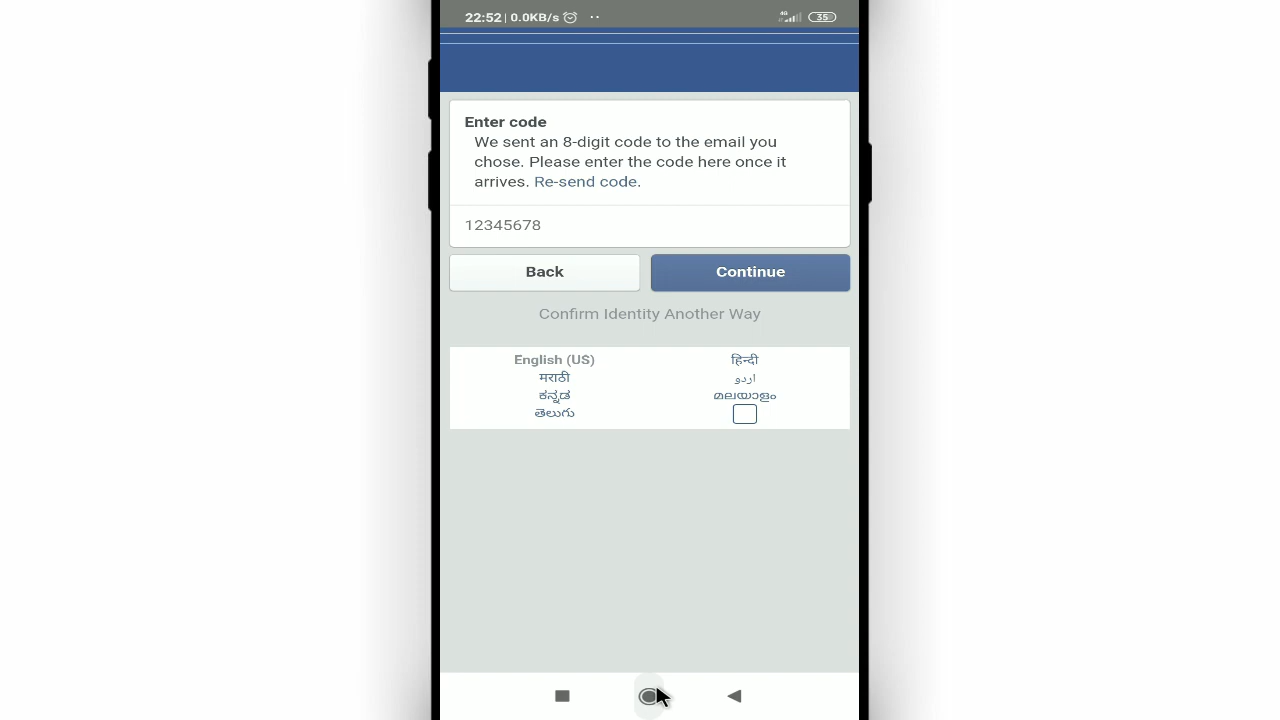 22:52 | 0.0KB/s ··
4G 35
Enter code
We sent an 8-digit code to the email you
chose. Please enter the code here once it
arrives. Re-send code.
12345678
Back Continue
Confirm Identity Another Way
English (US) हिन्दी
मराठी اردو
ಕನ್ನಡ മലയാളം
తెలుగు